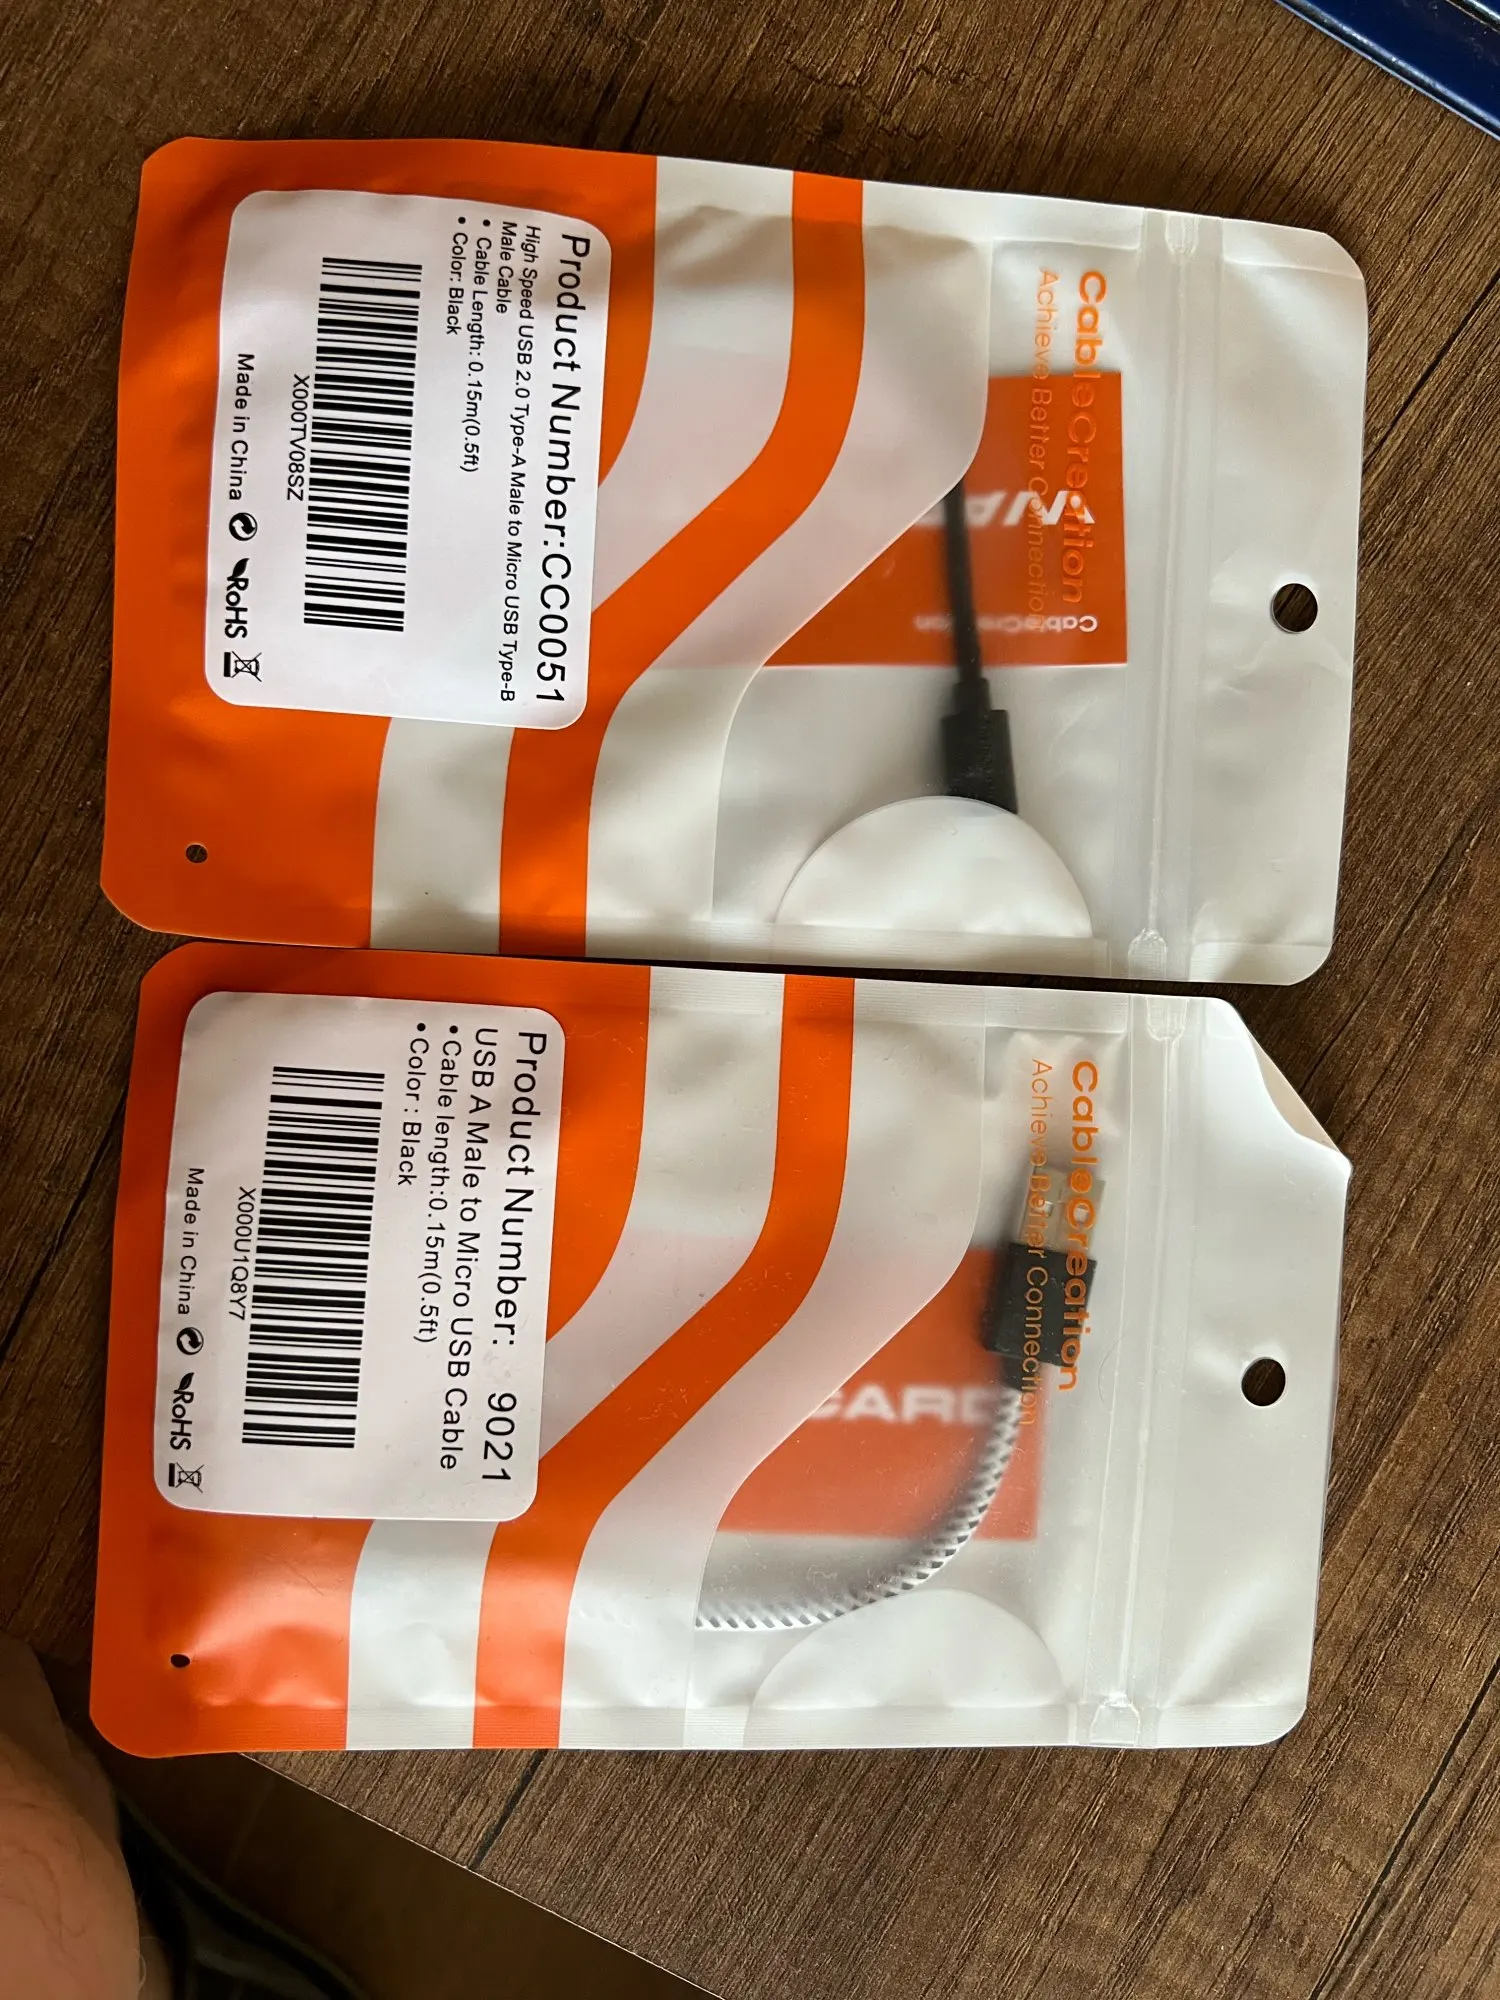 CableCreation
Achieve Better Connection
CableCreation
Product Number:CC0051
High Speed USB 2.0 Type-A Male to Micro USB Type-B
Male Cable
• Cable Length: 0.15m(0.5ft)
• Color: Black
X000TV08SZ
Made in China RoHS
CableCreation
Achieve Better Connection
Product Number: 9021
USB A Male to Micro USB Cable
•Cable length:0.15m(0.5ft)
•Color : Black
X000U1Q8Y7
Made in China RoHS